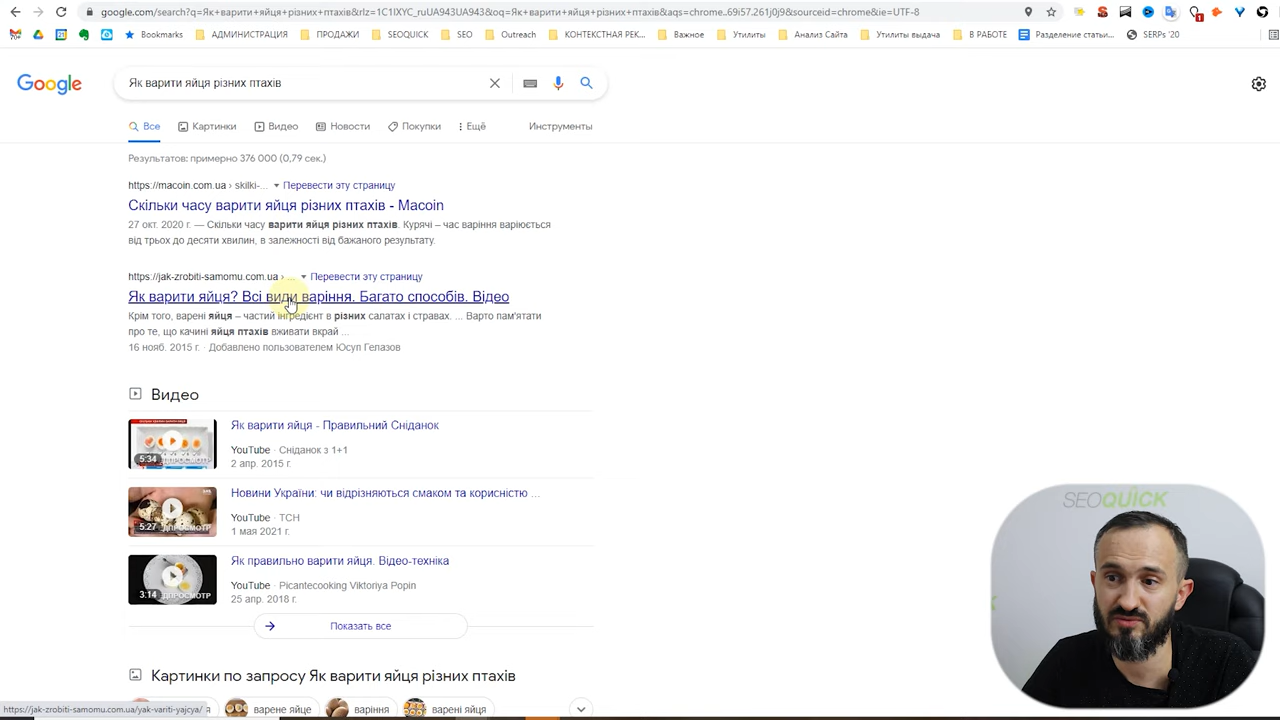 google.com/search?q=Як+варити+яйця+різних+птахів&rlz=1C1IXYC_ruUA943UA943&oq=Як+варити+яйця+різних+птахів&aqs=chrome..69i57.261j0j9&sourceid=chrome&ie=UTF-8
Bookmarks АДМИНИСТРАЦИЯ ПРОДАЖИ SEOQUICK SEO Outreach КОНТЕКСТНАЯ РЕК... Важное Утилиты Анализ Сайта Утилиты выдача В РАБОТЕ Разделение статьи... SERPs '20
Google
Як варити яйця різних птахів
Все Картинки Видео Новости Покупки Ещё Инструменты
Результатов: примерно 376 000 (0,79 сек.)
https://macoin.com.ua › skilki-... Перевести эту страницу
Скільки часу варити яйця різних птахів - Macoin
27 окт. 2020 г. — Скільки часу варити яйця різних птахів. Курячі – час варіння варіюється
від трьох до десяти хвилин, в залежності від бажаного результату.
https://jak-zrobiti-samomu.com.ua › ... Перевести эту страницу
Як варити яйця? Всі види варіння. Багато способів. Відео
Крім того, варені яйця – частий інгредієнт в різних салатах і стравах. ... Варто пам'ятати
про те, що качині яйця птахів вживати вкрай ...
16 нояб. 2015 г. · Добавлено пользователем Юсуп Гелазов
Видео
Як варити яйця - Правильний Сніданок
5:34
YouTube · Сніданок з 1+1
2 апр. 2015 г.
Новини України: чи відрізняються смаком та корисністю ...
5:27
YouTube · ТСН
1 мая 2021 г.
Як правильно варити яйця. Відео-техніка
3:14
YouTube · Picantecooking Viktoriya Popin
25 апр. 2018 г.
Показать все
Картинки по запросу Як варити яйця різних птахів
варене яйце варіння варені яйця
https://jak-zrobiti-samomu.com.ua/yak-variti-yajcya/
SEOQUICK